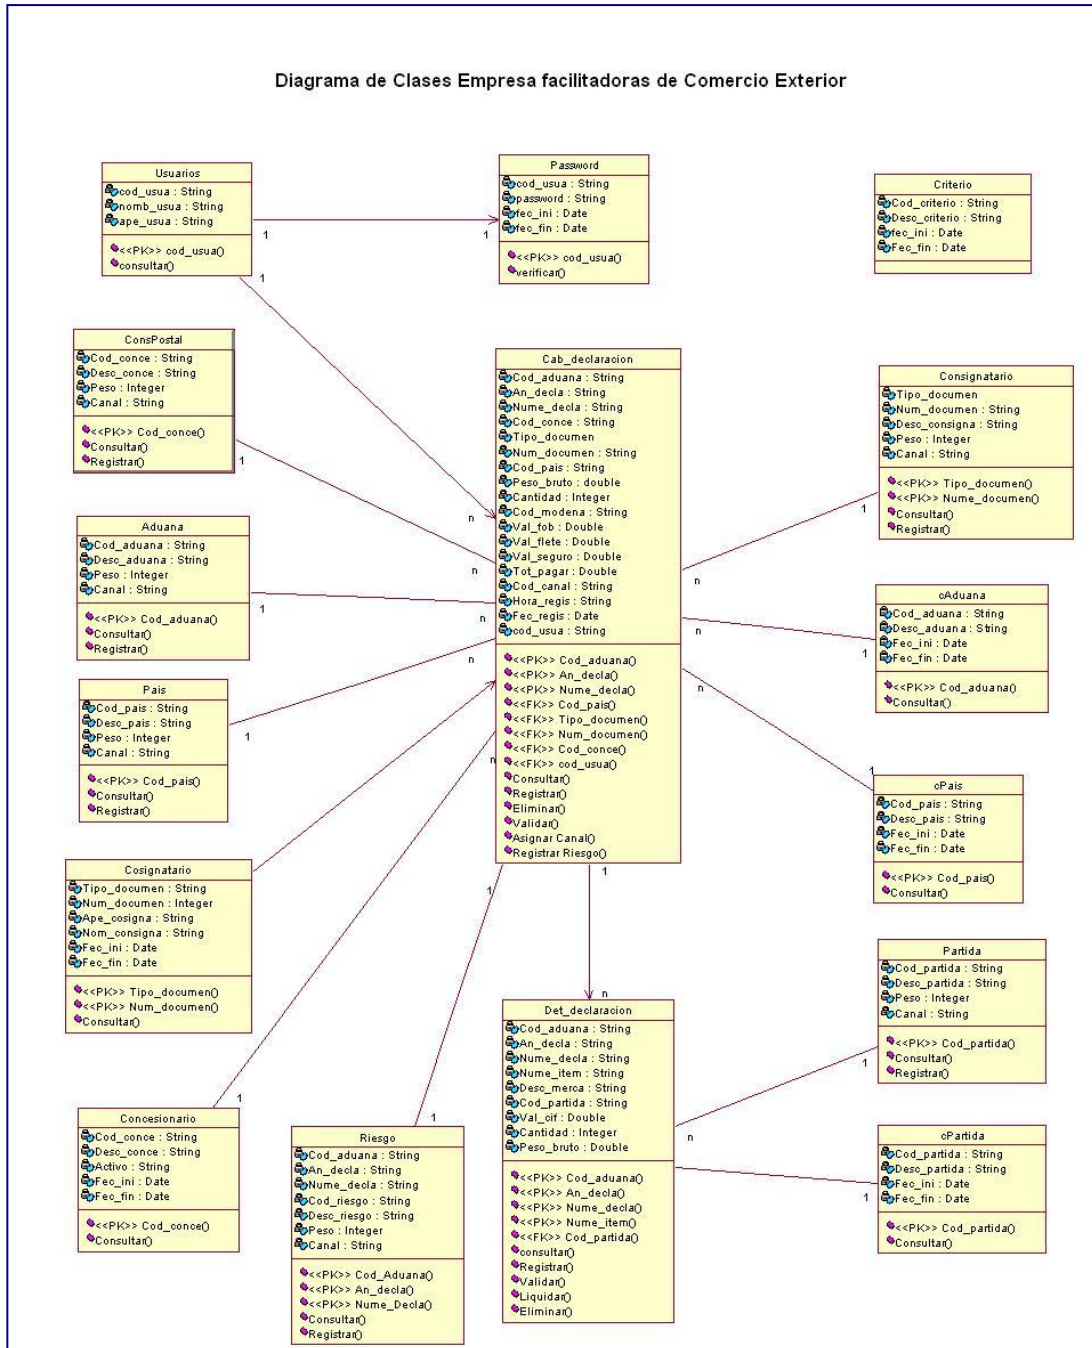 Diagrama de Clases Empresa facilitadoras de Comercio Exterior
Usuarios
cod_usua : String
nomb_usua : String
ape_usua : String
<<PK>> cod_usua()
consultar()
1
1
1
Password
cod_usua : String
password : String
fec_ini : Date
fec_fin : Date
<<PK>> cod_usua()
verificar()
Criterio
Cod_criterio : String
Desc_criterio : String
fec_ini : Date
Fec_fin : Date
ConsPostal
Cod_conce : String
Desc_conce : String
Peso : Integer
Canal : String
<<PK>> Cod_conce()
Consultar()
Registrar()
1
Cab_declaracion
Cod_aduana : String
An_decla : String
Nume_decla : String
Cod_conce : String
Tipo_documen
Num_documen : String
Cod_pais : String
Peso_bruto : double
Cantidad : Integer
Cod_modena : String
Val_fob : Double
Val_flete : Double
Val_seguro : Double
Tot_pagar : Double
Cod_canal : String
Hora_regis : String
Fec_regis : Date
cod_usua : String
<<PK>> Cod_aduana()
<<PK>> An_decla()
<<PK>> Nume_decla()
<<FK>> Cod_pais()
<<FK>> Tipo_documen()
<<FK>> Num_documen()
<<FK>> Cod_conce()
<<FK>> cod_usua()
Consultar()
Registrar()
Eliminar()
Validar()
Asignar Canal()
Registrar Riesgo()
n
n
n
n
n
n
n
n
1
1
Consignatario
Tipo_documen
Num_documen : String
Desc_consigna : String
Peso : Integer
Canal : String
<<PK>> Tipo_documen()
<<PK>> Nume_documen()
Consultar()
Registrar()
1
Aduana
Cod_aduana : String
Desc_aduana : String
Peso : Integer
Canal : String
<<PK>> Cod_aduana()
Consultar()
Registrar()
1
cAduana
Cod_aduana : String
Desc_aduana : String
Fec_ini : Date
Fec_fin : Date
<<PK>> Cod_aduana()
Consultar()
1
Pais
Cod_pais : String
Desc_pais : String
Peso : Integer
Canal : String
<<PK>> Cod_pais()
Consultar()
Registrar()
1
1
cPais
Cod_pais : String
Desc_pais : String
Fec_ini : Date
Fec_fin : Date
<<PK>> Cod_pais()
Consultar()
Cosignatario
Tipo_documen : String
Num_documen : Integer
Ape_cosigna : String
Nom_consigna : String
Fec_ini : Date
Fec_fin : Date
<<PK>> Tipo_documen()
<<PK>> Num_documen()
Consultar()
Partida
Cod_partida : String
Desc_partida : String
Peso : Integer
Canal : String
<<PK>> Cod_partida()
Consultar()
Registrar()
1
n
Det_declaracion
Cod_aduana : String
An_decla : String
Nume_decla : String
Nume_item : String
Desc_merca : String
Cod_partida : String
Val_cif : Double
Cantidad : Integer
Peso_bruto : Double
<<PK>> Cod_aduana()
<<PK>> An_decla()
<<PK>> Nume_decla()
<<PK>> Nume_item()
<<FK>> Cod_partida()
consultar()
Registrar()
Validar()
Liquidar()
Eliminar()
n
1
Concesionario
Cod_conce : String
Desc_conce : String
Activo : String
Fec_ini : Date
Fec_fin : Date
<<PK>> Cod_conce()
Consultar()
1
Riesgo
Cod_aduana : String
An_decla : String
Nume_decla : String
Cod_riesgo : String
Desc_riesgo : String
Peso : Integer
Canal : String
<<PK>> Cod_Aduana()
<<PK>> An_decla()
<<PK>> Nume_Decla()
Consultar()
Registrar()
cPartida
Cod_partida : String
Desc_partida : String
Fec_ini : Date
Fec_fin : Date
<<PK>> Cod_partida()
Consultar()
1